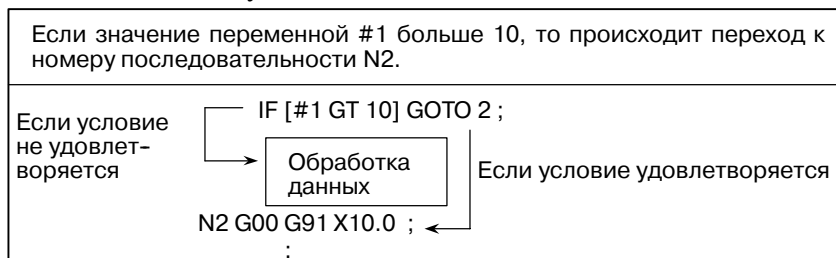 Если значение переменной #1 больше 10, то происходит переход к
номеру последовательности N2.
Если условие
не удовлет-
воряется
IF [#1 GT 10] GOTO 2 ;
Обработка
данных
Если условие удовлетворяется
N2 G00 G91 X10.0 ;
: